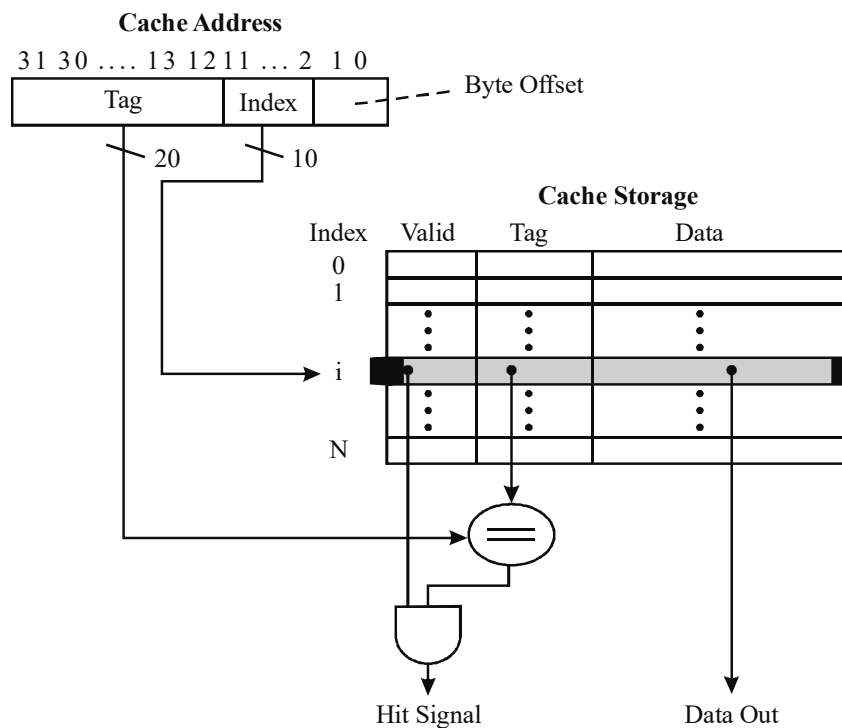 Cache Address
31 30 .... 13 12 11 ... 2 1 0
Tag Index Byte Offset
20 10
Cache Storage
Index Valid Tag Data
0
1
i
N
Hit Signal Data Out